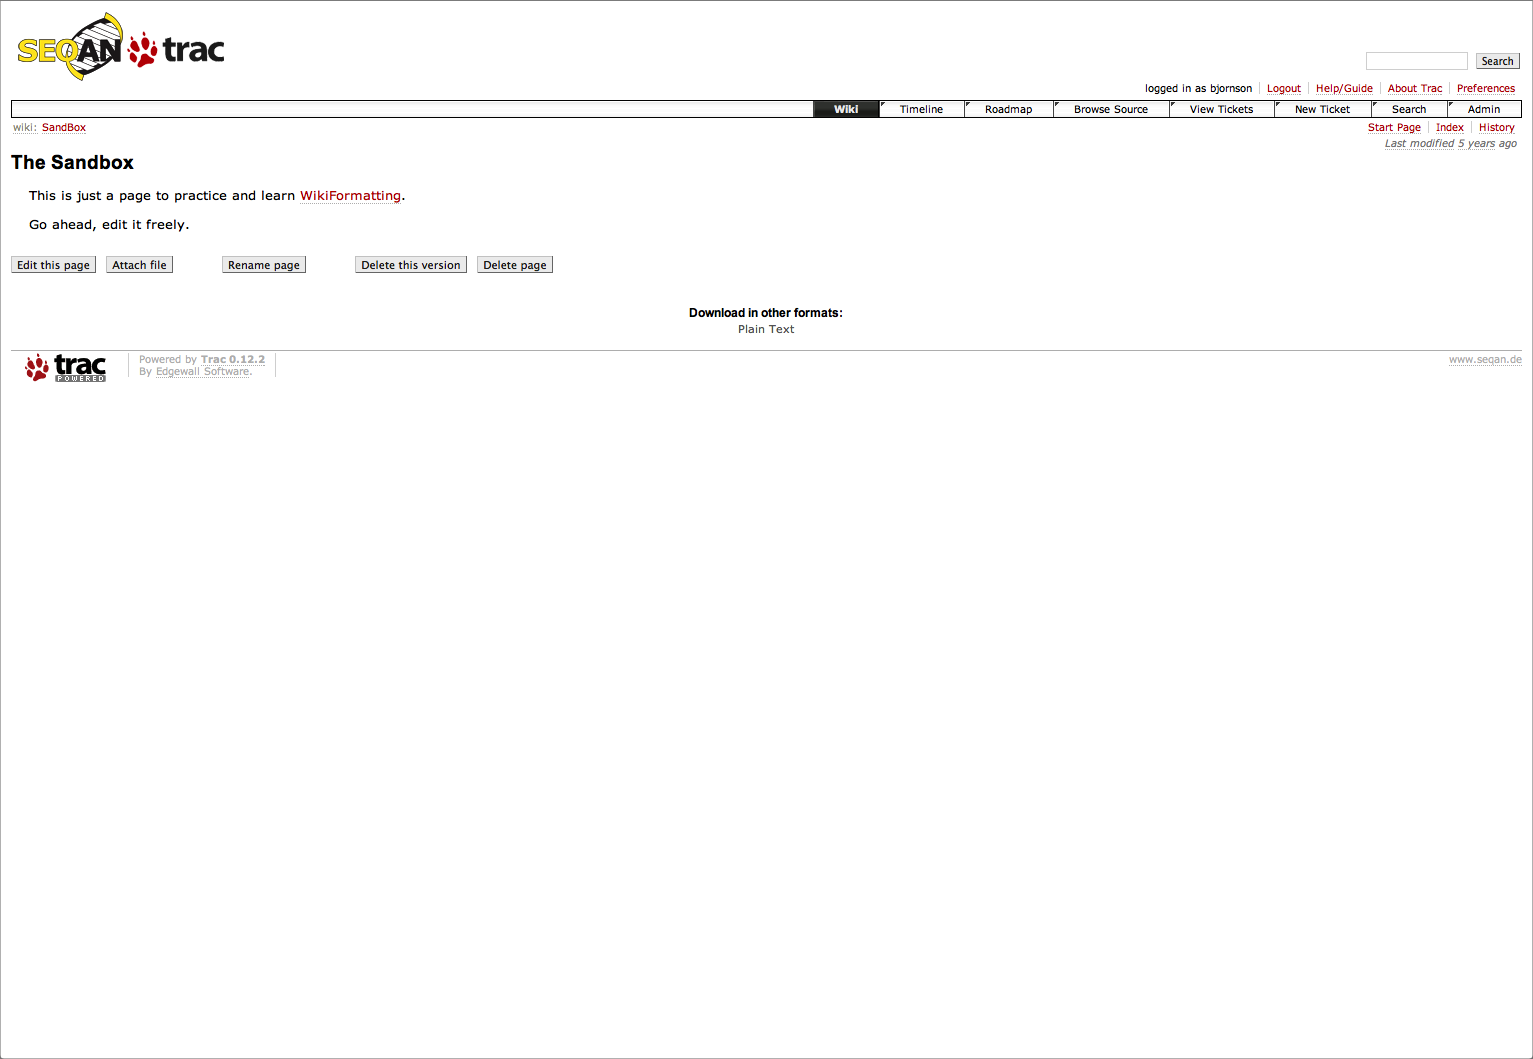 SEQAN trac
Search
logged in as bjornson Logout Help/Guide About Trac Preferences
Wiki Timeline Roadmap Browse Source View Tickets New Ticket Search Admin
wiki: SandBox Start Page Index History
Last modified 5 years ago
The Sandbox
This is just a page to practice and learn WikiFormatting.
Go ahead, edit it freely.
Edit this page Attach file Rename page Delete this version Delete page
Download in other formats:
Plain Text
trac POWERED
Powered by Trac 0.12.2
By Edgewall Software.
www.seqan.de